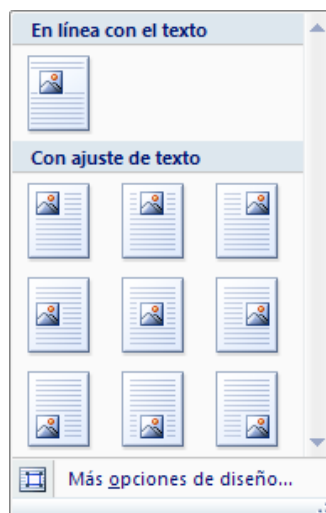 En línea con el texto
Con ajuste de texto
Más opciones de diseño...